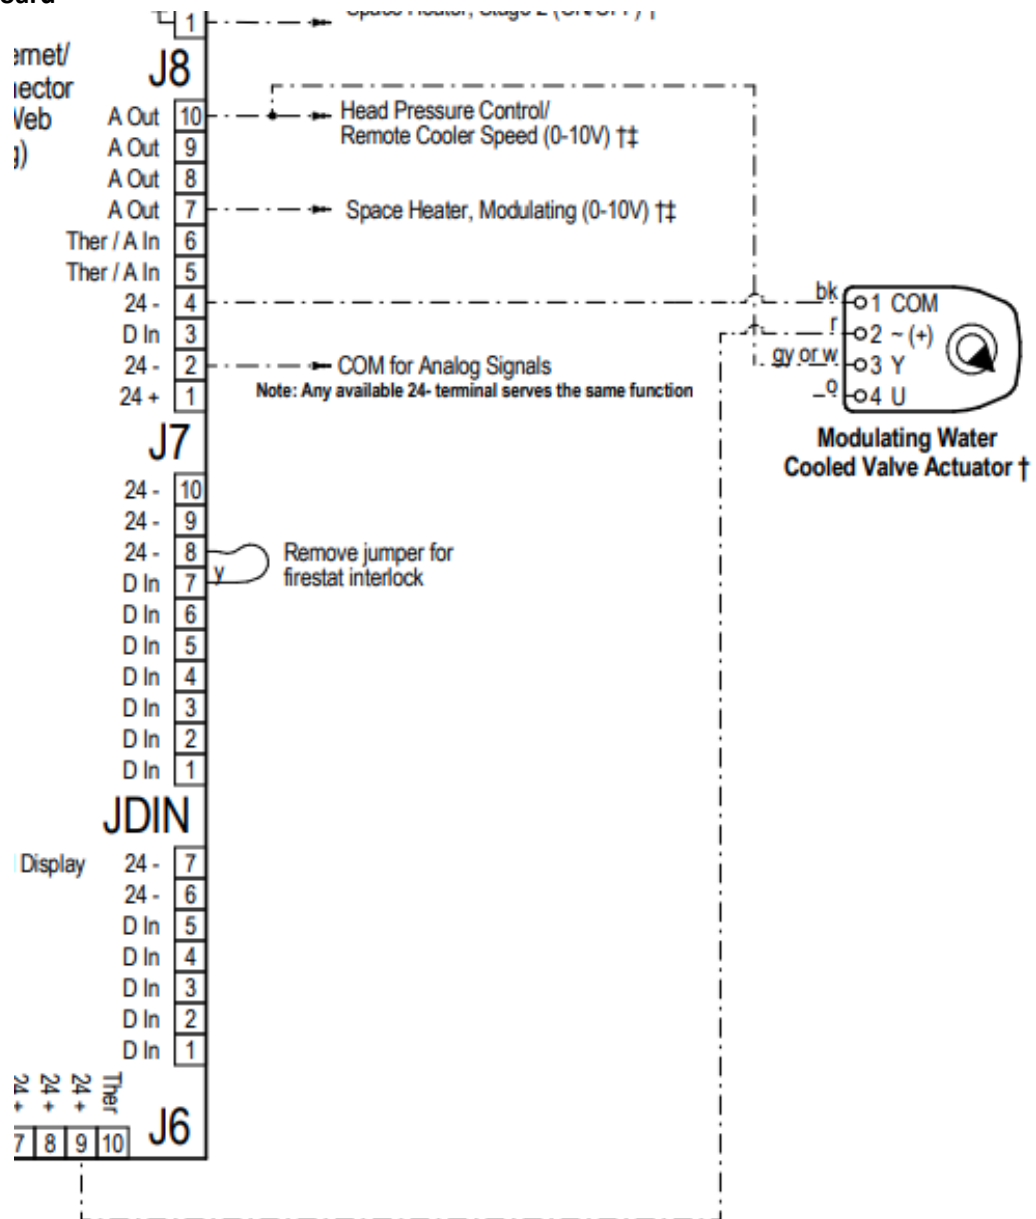 1
J8
A Out 10
Head Pressure Control/
Remote Cooler Speed (0-10V) †‡
A Out 9
A Out 8
A Out 7
Space Heater, Modulating (0-10V) †‡
Ther / A In 6
Ther / A In 5
24 - 4
D In 3
24 - 2
COM for Analog Signals
Note: Any available 24- terminal serves the same function
24 + 1
bk 1 COM
r 2 ~ (+)
gy or w 3 Y
o 4 U
Modulating Water
Cooled Valve Actuator †
J7
24 - 10
24 - 9
24 - 8
D In 7
y
Remove jumper for
firestat interlock
D In 6
D In 5
D In 4
D In 3
D In 2
D In 1
JDIN
Display
24 - 7
24 - 6
D In 5
D In 4
D In 3
D In 2
D In 1
J6
24 + 24 + 24 + Ther
7 8 9 10